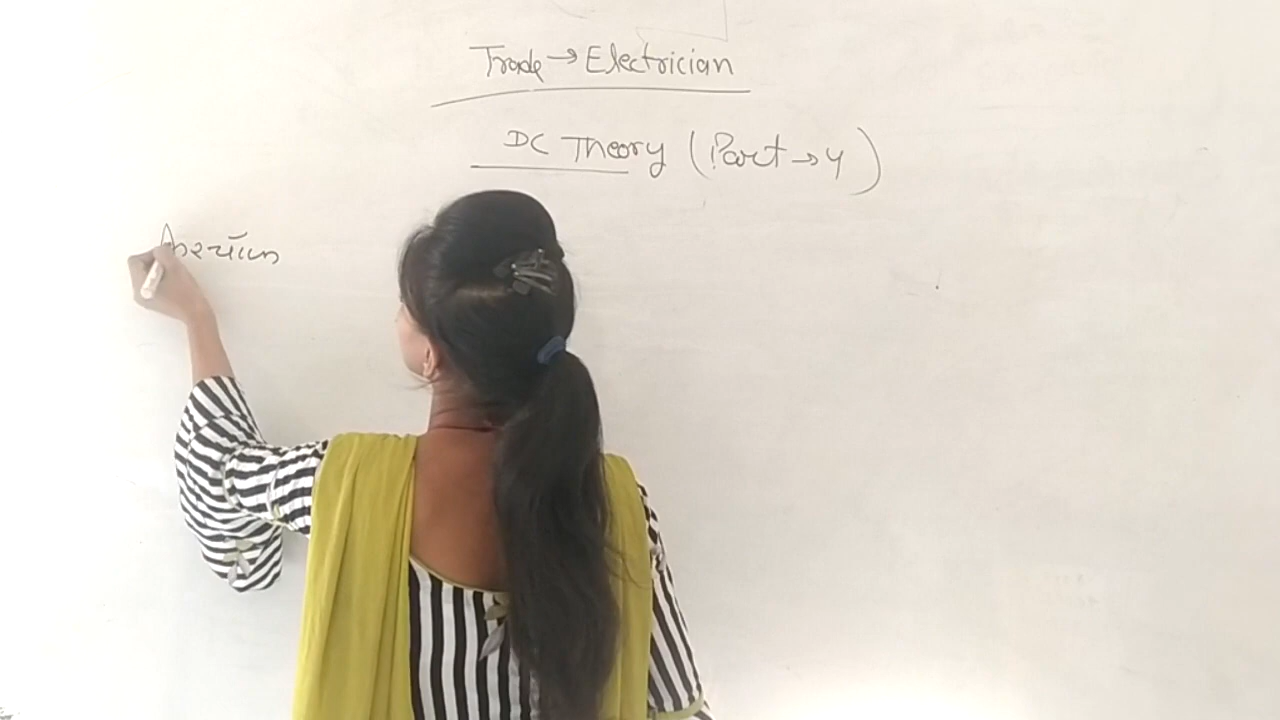 Trade → Electrician
DC Theory (Part → 4)